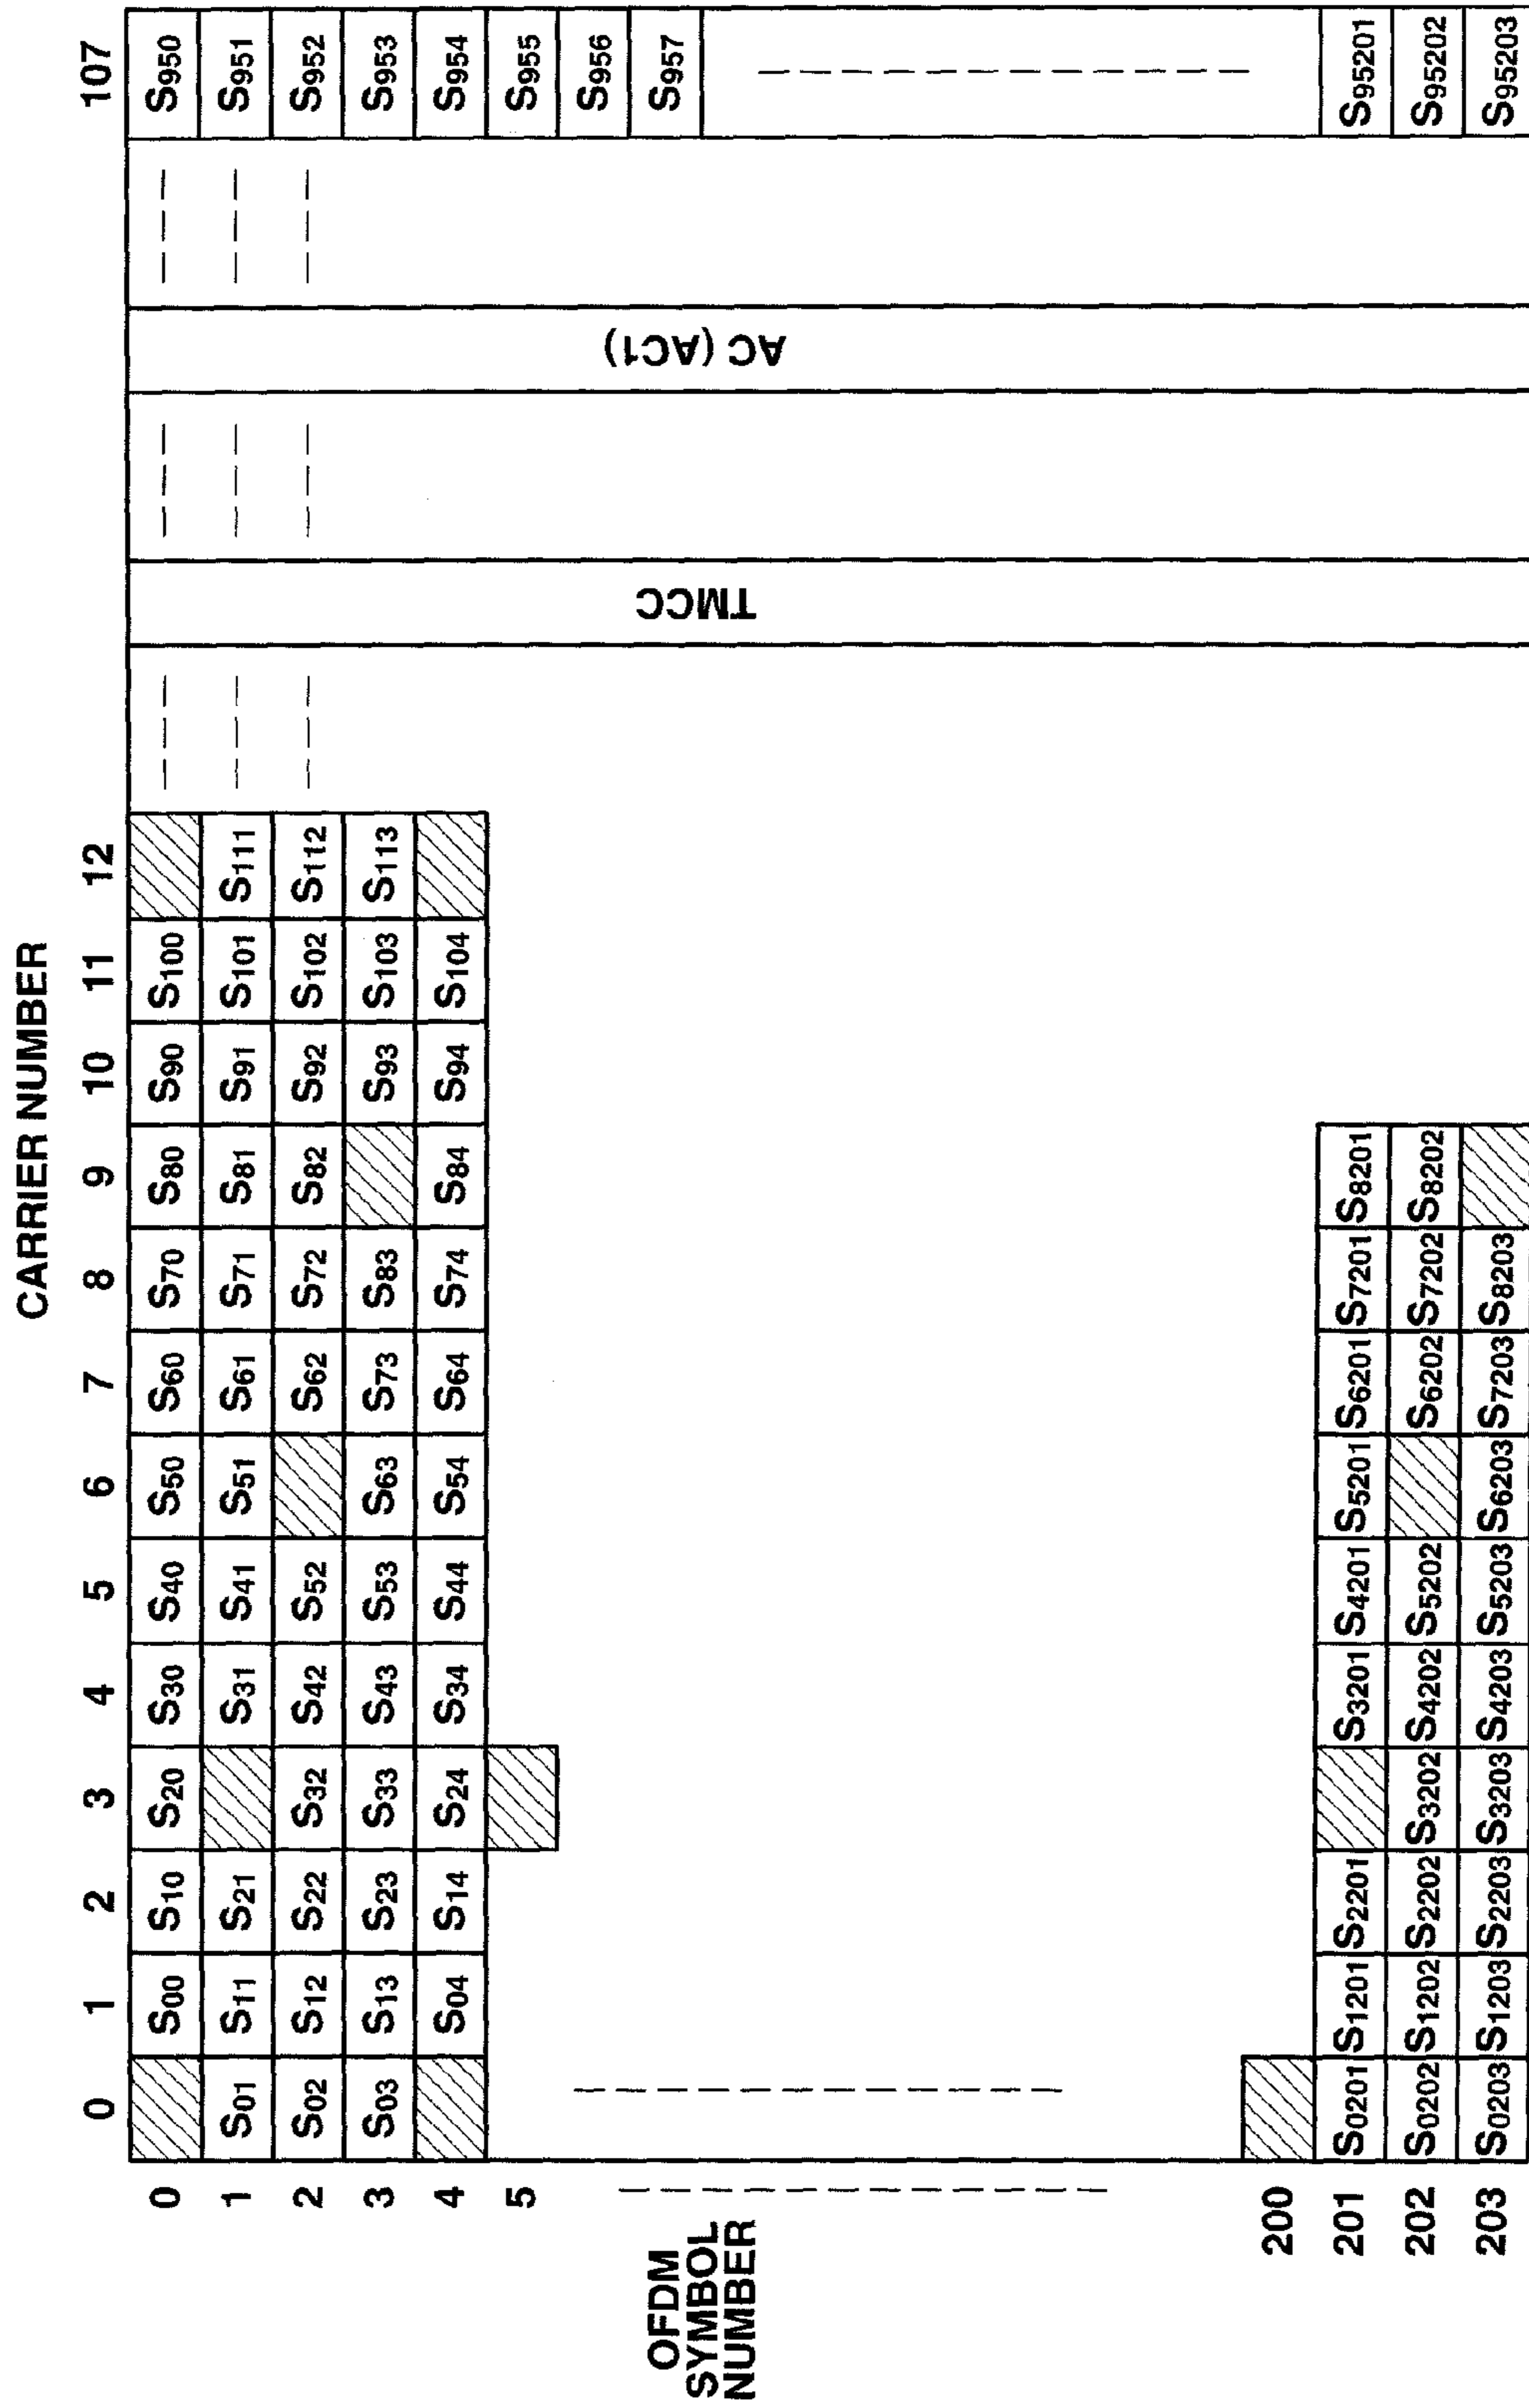 CARRIER NUMBER
0 1 2 3 4 5 6 7 8 9 10 11 12 107
OFDM
SYMBOL
NUMBER
0 S00 S10 S20 S30 S40 S50 S60 S70 S80 S90 S100 S950
1 S01 S11 S21 S31 S41 S51 S61 S71 S81 S91 S101 S111 S951
2 S02 S12 S22 S32 S42 S52 S62 S72 S82 S92 S102 S112 S952
3 S03 S13 S23 S33 S43 S53 S63 S73 S83 S93 S103 S113 S953
4 S04 S14 S24 S34 S44 S54 S64 S74 S84 S94 S104 S954
5 S955
S956
S957
TMCC
AC (AC1)
200
201 S0201 S1201 S2201 S3201 S4201 S5201 S6201 S7201 S8201 S95201
202 S0202 S1202 S2202 S3202 S4202 S5202 S6202 S7202 S8202 S95202
203 S0203 S1203 S2203 S3203 S4203 S5203 S6203 S7203 S8203 S95203